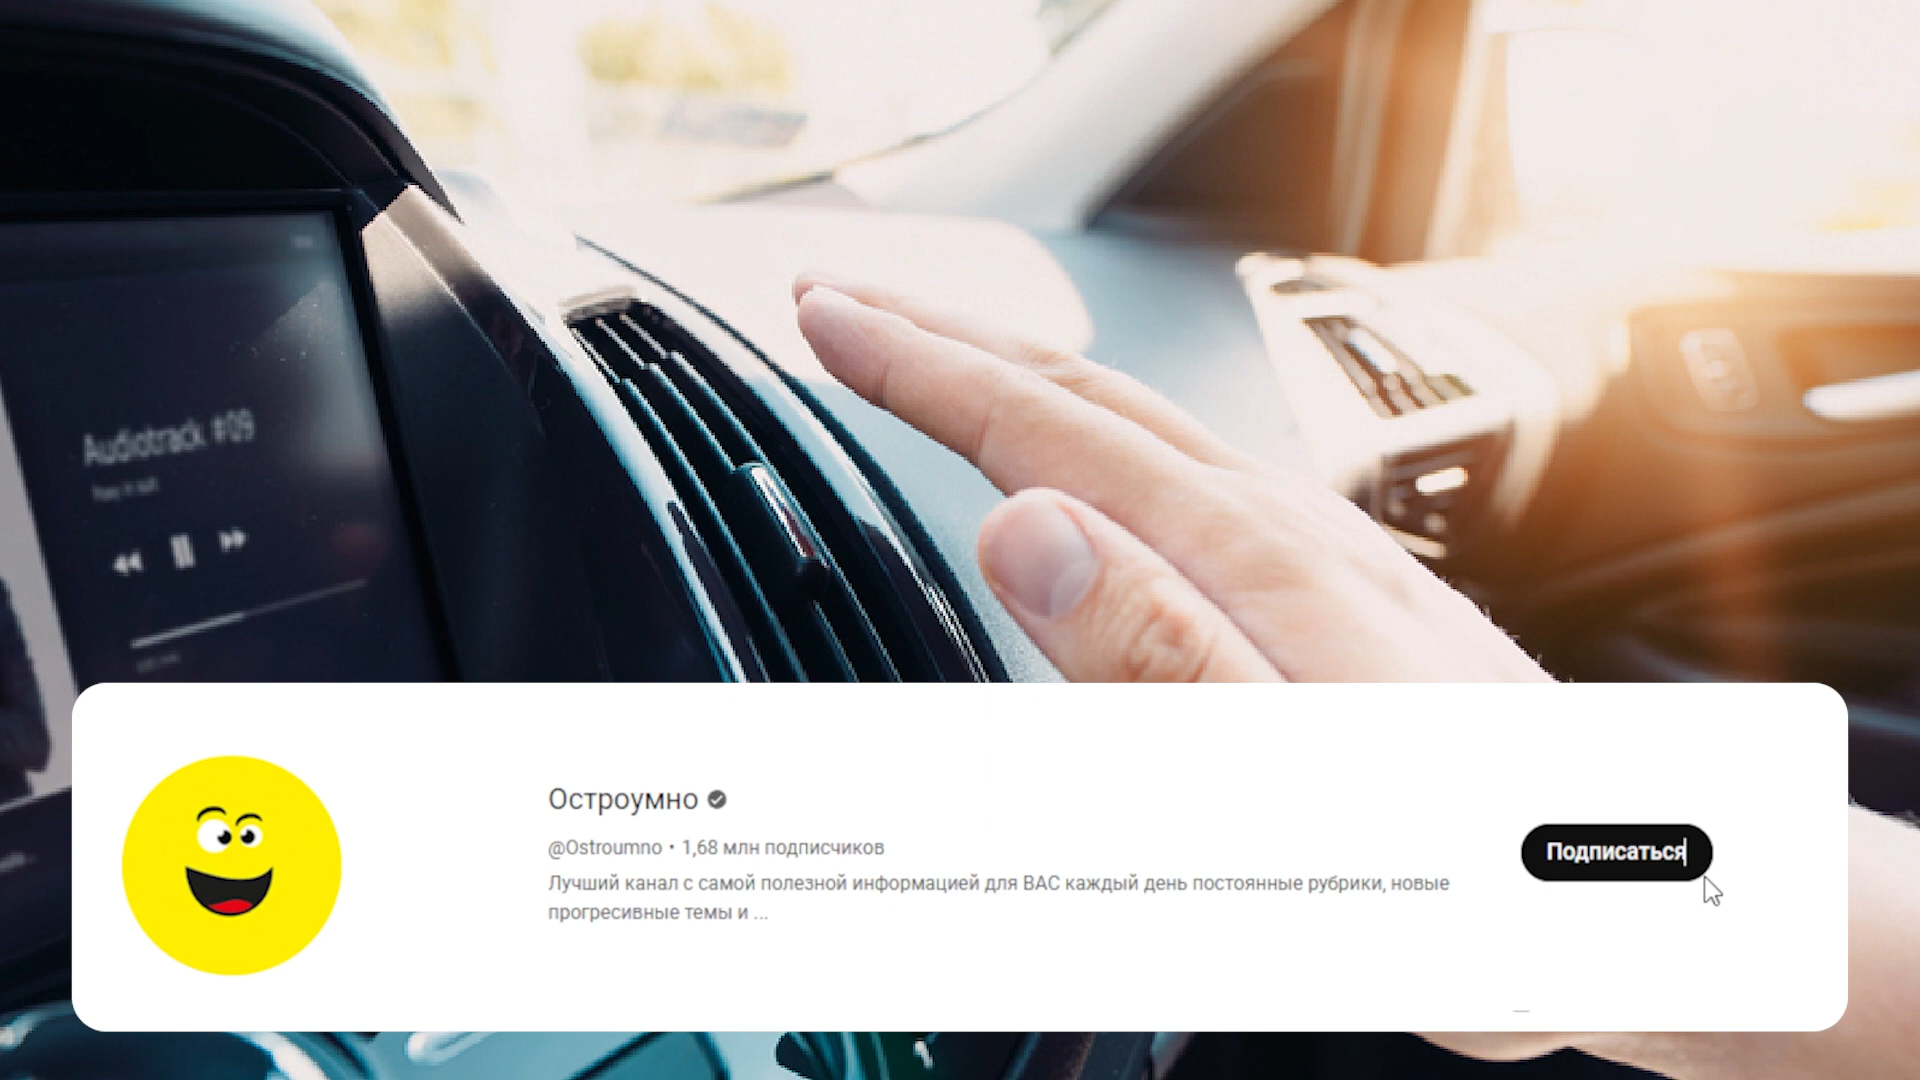 Audiotrack #09
Остроумно
@Ostroumno • 1,68 млн подписчиков
Лучший канал с самой полезной информацией для ВАС каждый день постоянные рубрики, новые
прогресивные темы и ...
Подписаться